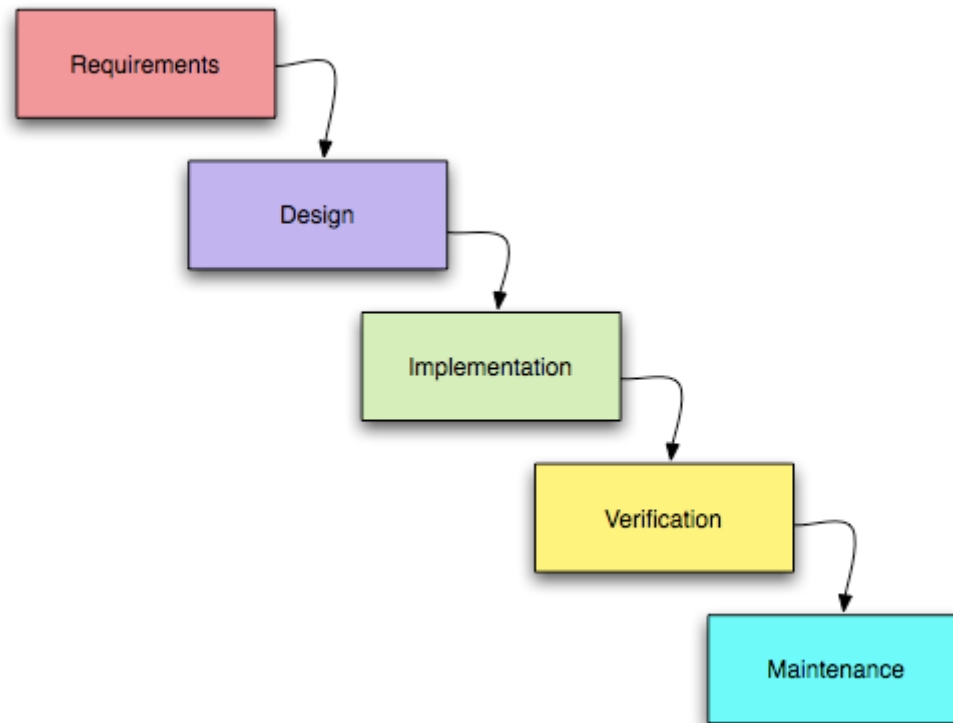 Requirements
Design
Implementation
Verification
Maintenance